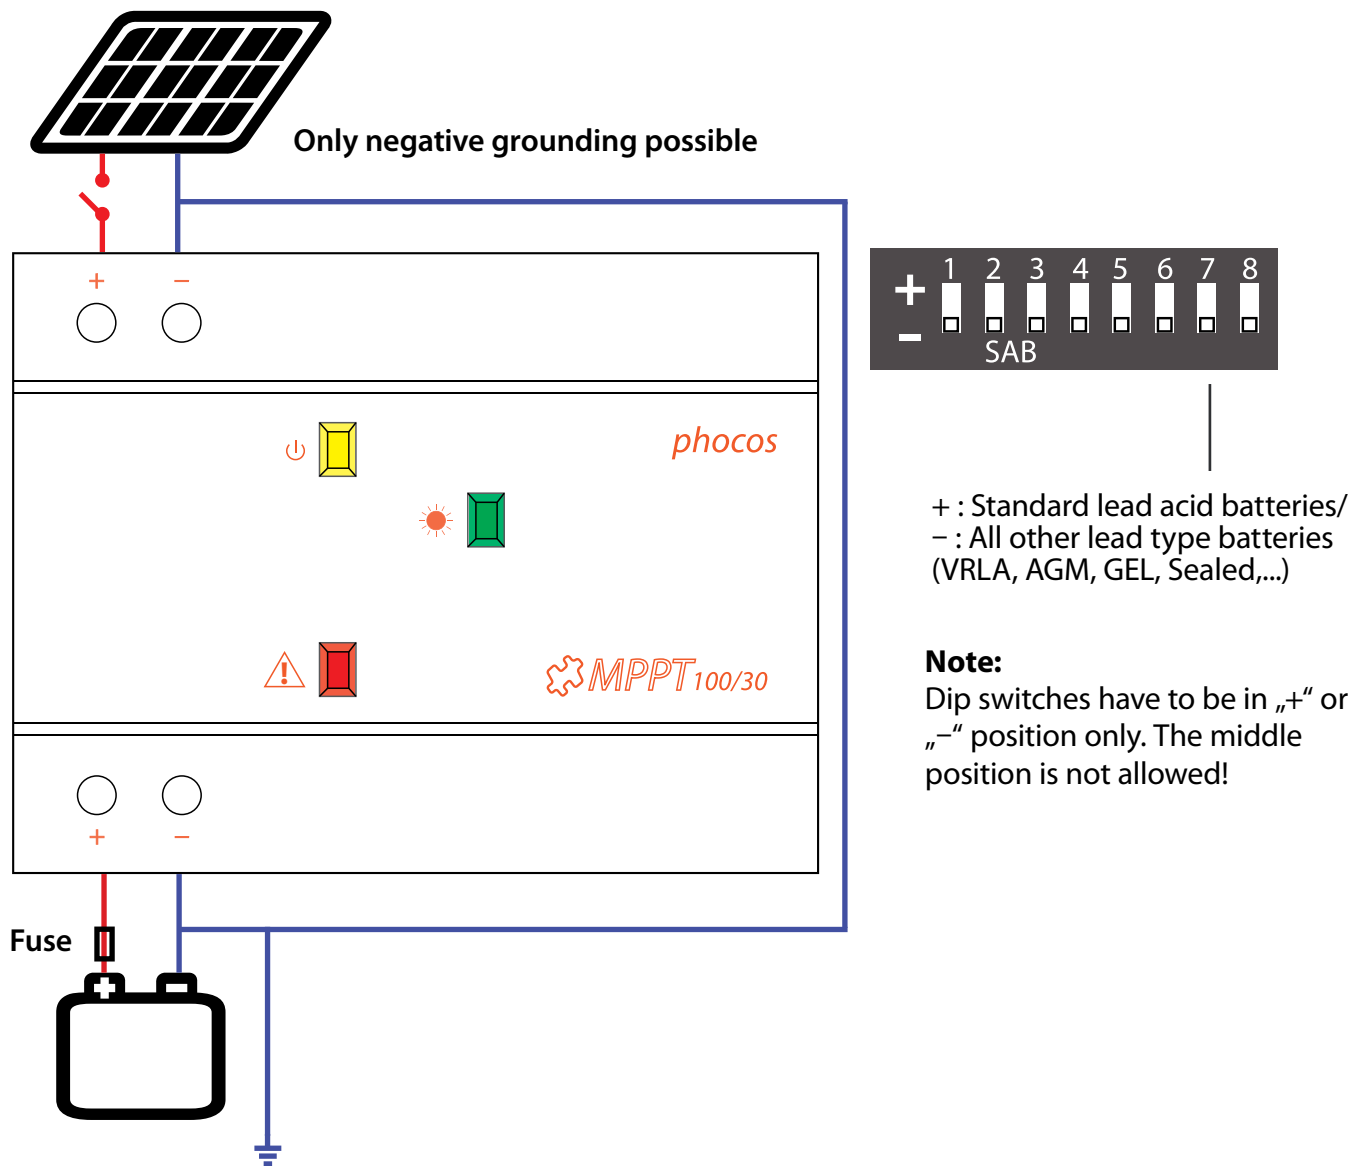 Only negative grounding possible
+ −
+ 1 2 3 4 5 6 7 8
−
SAB
phocos
+ : Standard lead acid batteries/
− : All other lead type batteries
(VRLA, AGM, GEL, Sealed,...)
Note:
Dip switches have to be in „+“ or
„−“ position only. The middle
position is not allowed!
! MPPT 100/30
+ −
Fuse